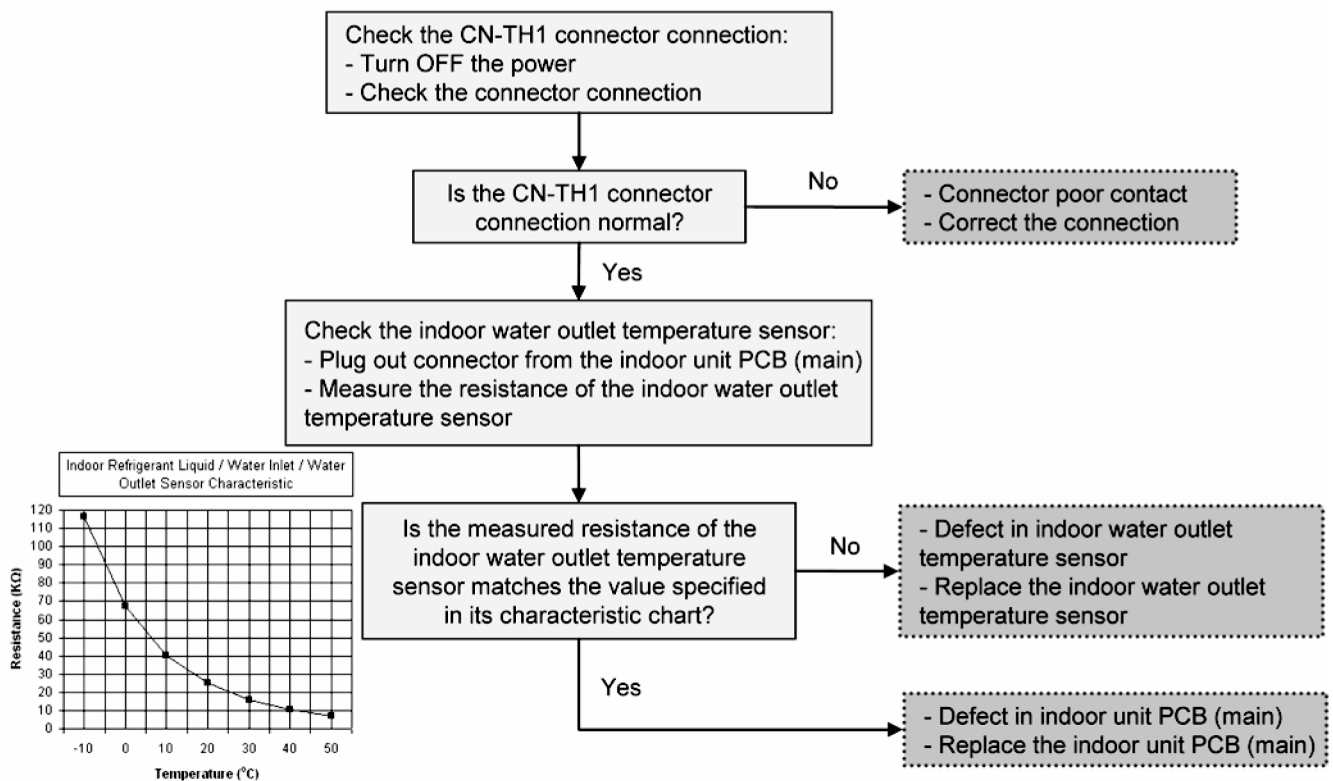 Check the CN-TH1 connector connection:
- Turn OFF the power
- Check the connector connection
Is the CN-TH1 connector
connection normal?
No
- Connector poor contact
- Correct the connection
Yes
Check the indoor water outlet temperature sensor:
- Plug out connector from the indoor unit PCB (main)
- Measure the resistance of the indoor water outlet
temperature sensor
Indoor Refrigerant Liquid / Water Inlet / Water
Outlet Sensor Characteristic
Resistance (KΩ)
120
110
100
90
80
70
60
50
40
30
20
10
0
-10 0 10 20 30 40 50
Temperature (°C)
Is the measured resistance of the
indoor water outlet temperature
sensor matches the value specified
in its characteristic chart?
No
- Defect in indoor water outlet
temperature sensor
- Replace the indoor water outlet
temperature sensor
Yes
- Defect in indoor unit PCB (main)
- Replace the indoor unit PCB (main)